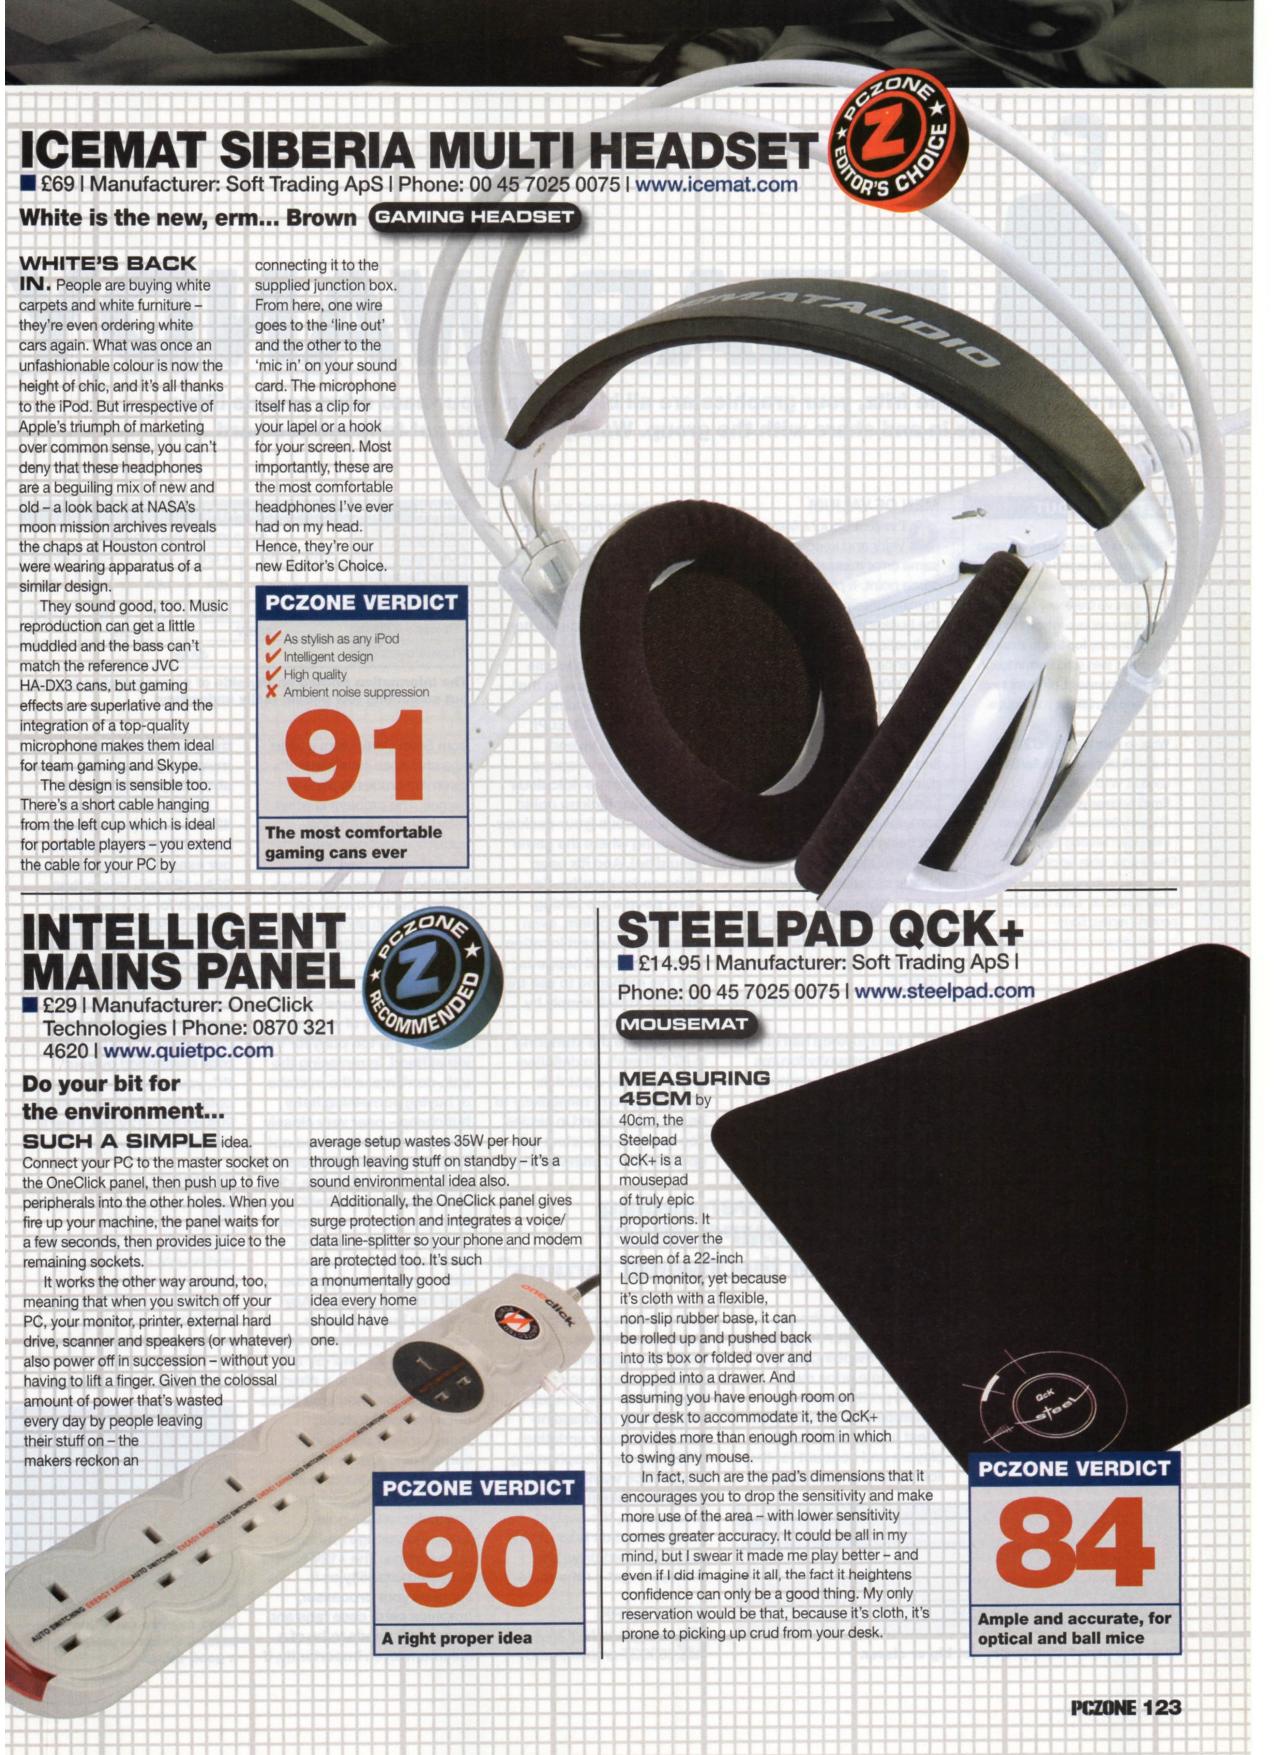 ICEMAT SIBERIA MULTI HEADSET
£69 | Manufacturer: Soft Trading ApS | Phone: 00 45 7025 0075 | www.icemat.com
White is the new, erm... Brown GAMING HEADSET
PCZONE
Z
EDITOR'S CHOICE
WHITE'S BACK
IN. People are buying white
carpets and white furniture –
they're even ordering white
cars again. What was once an
unfashionable colour is now the
height of chic, and it's all thanks
to the iPod. But irrespective of
Apple's triumph of marketing
over common sense, you can't
deny that these headphones
are a beguiling mix of new and
old – a look back at NASA's
moon mission archives reveals
the chaps at Houston control
were wearing apparatus of a
similar design.
They sound good, too. Music
reproduction can get a little
muddled and the bass can't
match the reference JVC
HA-DX3 cans, but gaming
effects are superlative and the
integration of a top-quality
microphone makes them ideal
for team gaming and Skype.
The design is sensible too.
There's a short cable hanging
from the left cup which is ideal
for portable players – you extend
the cable for your PC by
connecting it to the
supplied junction box.
From here, one wire
goes to the 'line out'
and the other to the
'mic in' on your sound
card. The microphone
itself has a clip for
your lapel or a hook
for your screen. Most
importantly, these are
the most comfortable
headphones I've ever
had on my head.
Hence, they're our
new Editor's Choice.
PCZONE VERDICT
✔ As stylish as any iPod
✔ Intelligent design
✔ High quality
✘ Ambient noise suppression
91
The most comfortable
gaming cans ever
EMATAUDIO
INTELLIGENT
MAINS PANEL
£29 | Manufacturer: OneClick
Technologies | Phone: 0870 321
4620 | www.quietpc.com
PCZONE
Z
RECOMMENDED
Do your bit for
the environment...
SUCH A SIMPLE idea.
Connect your PC to the master socket on
the OneClick panel, then push up to five
peripherals into the other holes. When you
fire up your machine, the panel waits for
a few seconds, then provides juice to the
remaining sockets.
It works the other way around, too,
meaning that when you switch off your
PC, your monitor, printer, external hard
drive, scanner and speakers (or whatever)
also power off in succession – without you
having to lift a finger. Given the colossal
amount of power that's wasted
every day by people leaving
their stuff on – the
makers reckon an
average setup wastes 35W per hour
through leaving stuff on standby – it's a
sound environmental idea also.
Additionally, the OneClick panel gives
surge protection and integrates a voice/
data line-splitter so your phone and modem
are protected too. It's such
a monumentally good
idea every home
should have
one.
oneclick
AUTO SWITCHING ENERGY SAVING AUTO SWITCHING ENERGY SAVING AUTO SWITCHING ENERGY SAVING AUTO SWITCHING ENERGY SAVING AUTO SWITCHING ENERGY SAVING
PCZONE VERDICT
90
A right proper idea
STEELPAD QCK+
£14.95 | Manufacturer: Soft Trading ApS |
Phone: 00 45 7025 0075 | www.steelpad.com
MOUSEMAT
MEASURING
45CM by
40cm, the
Steelpad
QcK+ is a
mousepad
of truly epic
proportions. It
would cover the
screen of a 22-inch
LCD monitor, yet because
it's cloth with a flexible,
non-slip rubber base, it can
be rolled up and pushed back
into its box or folded over and
dropped into a drawer. And
assuming you have enough room on
your desk to accommodate it, the QcK+
provides more than enough room in which
to swing any mouse.
In fact, such are the pad's dimensions that it
encourages you to drop the sensitivity and make
more use of the area – with lower sensitivity
comes greater accuracy. It could be all in my
mind, but I swear it made me play better – and
even if I did imagine it all, the fact it heightens
confidence can only be a good thing. My only
reservation would be that, because it's cloth, it's
prone to picking up crud from your desk.
QcK
steel
PCZONE VERDICT
84
Ample and accurate, for
optical and ball mice
PCZONE 123